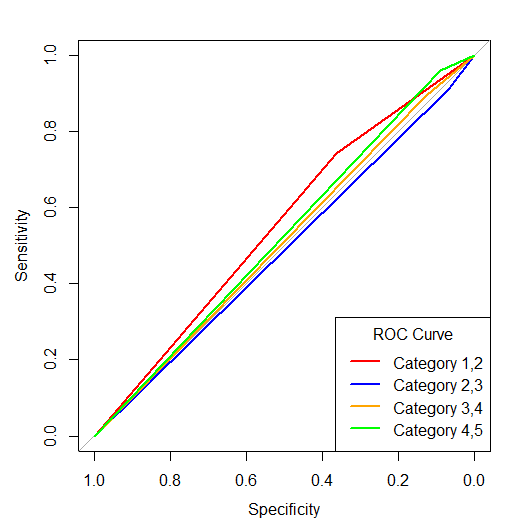 1.0
0.8
0.6
0.4
0.2
0.0
Sensitivity
ROC Curve
Category 1,2
Category 2,3
Category 3,4
Category 4,5
1.0 0.8 0.6 0.4 0.2 0.0
Specificity